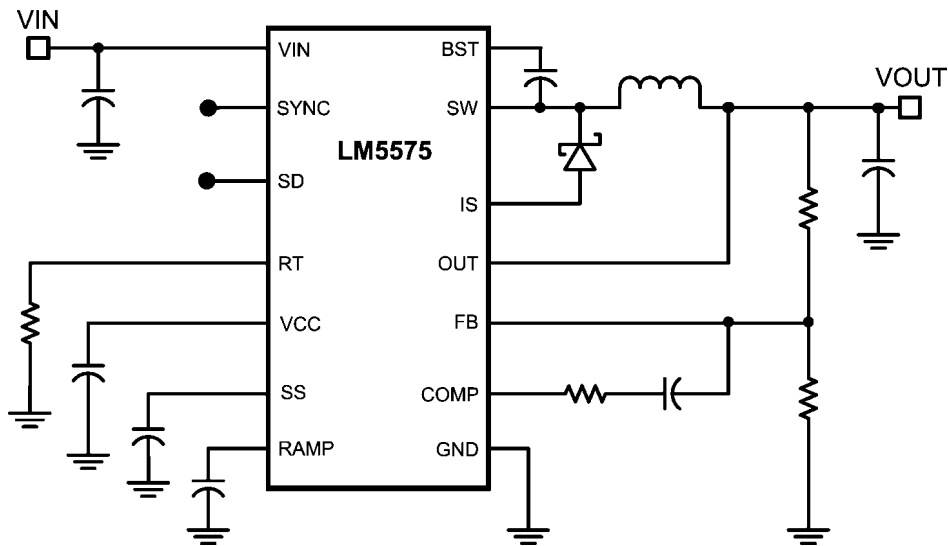 VIN
VOUT
LM5575
VIN
SYNC
SD
RT
VCC
SS
RAMP
BST
SW
IS
OUT
FB
COMP
GND